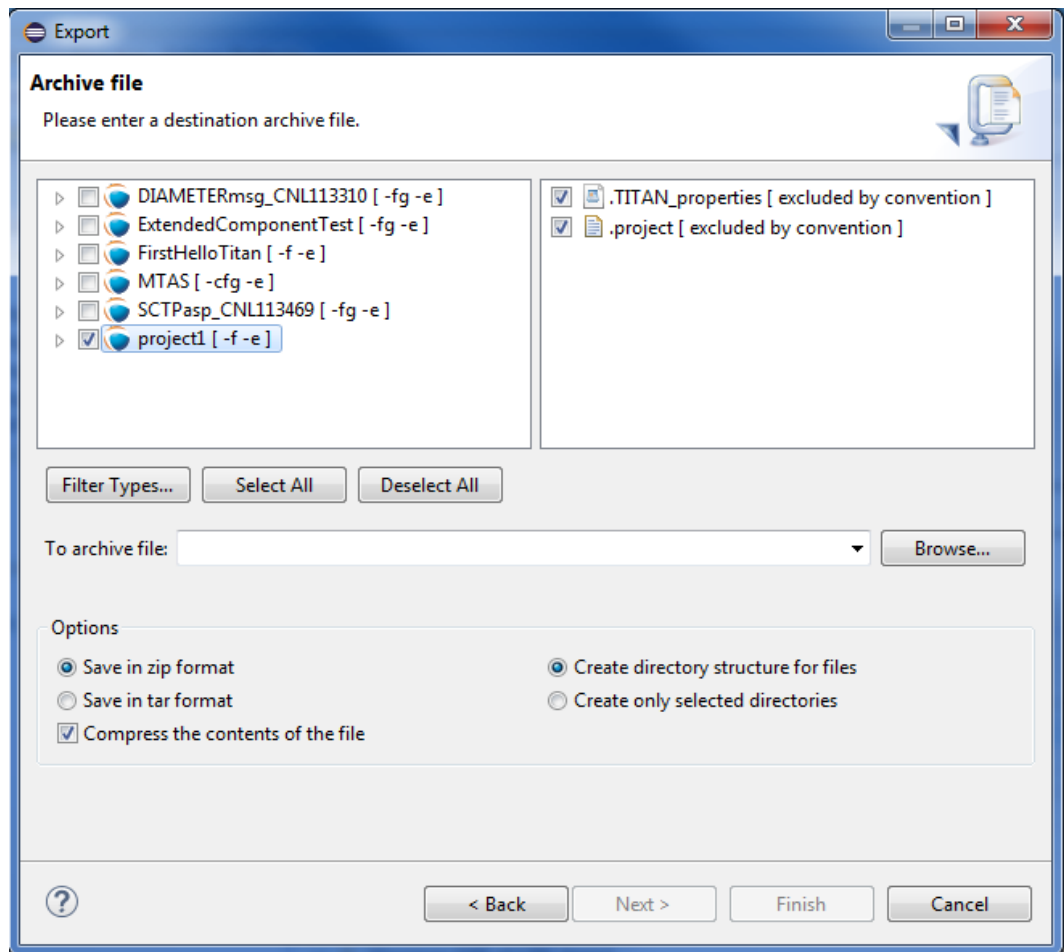 Export
Archive file
Please enter a destination archive file.
DIAMETERmsg_CNL113310 [ -fg -e ]
ExtendedComponentTest [ -fg -e ]
FirstHelloTitan [ -f -e ]
MTAS [ -cfg -e ]
SCTPasp_CNL113469 [ -fg -e ]
project1 [ -f -e ]
.TITAN_properties [ excluded by convention ]
.project [ excluded by convention ]
Filter Types... Select All Deselect All
To archive file: Browse...
Options
Save in zip format
Save in tar format
Compress the contents of the file
Create directory structure for files
Create only selected directories
? < Back Next > Finish Cancel